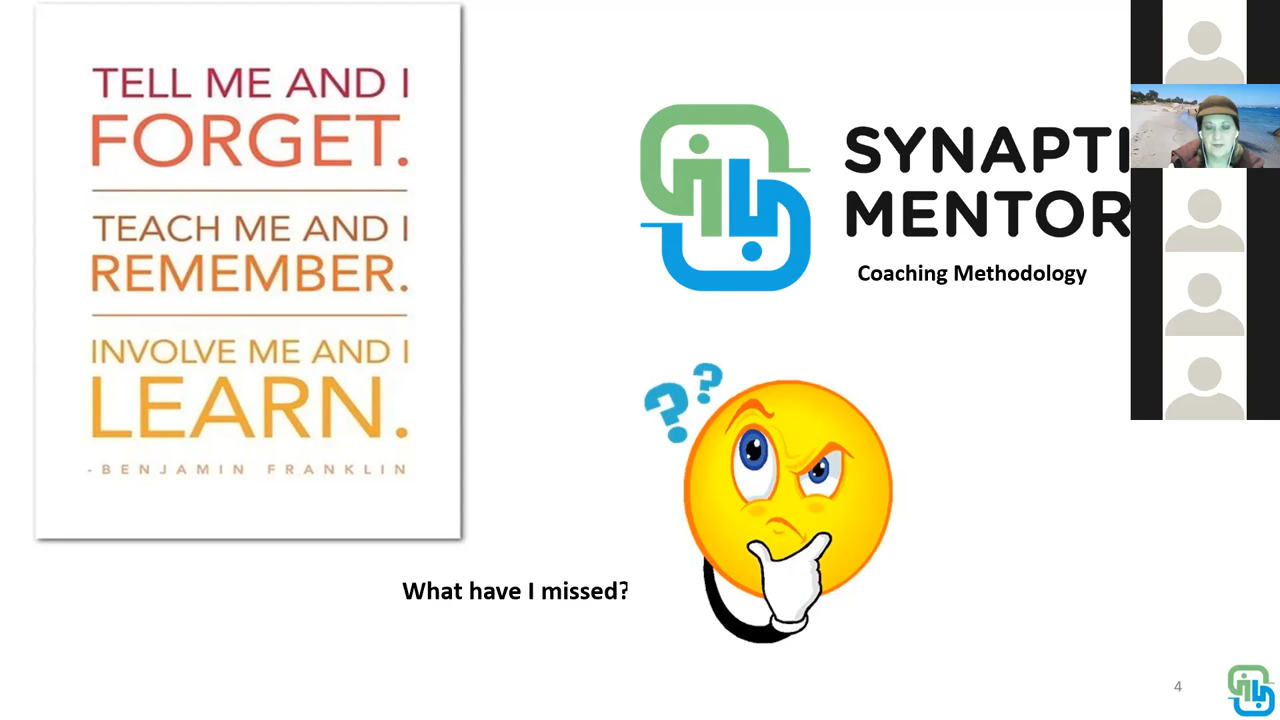 TELL ME AND I
FORGET.
TEACH ME AND I
REMEMBER.
INVOLVE ME AND I
LEARN.
-BENJAMIN FRANKLIN
SYNAPTI
MENTOR
Coaching Methodology
??
What have I missed?
4